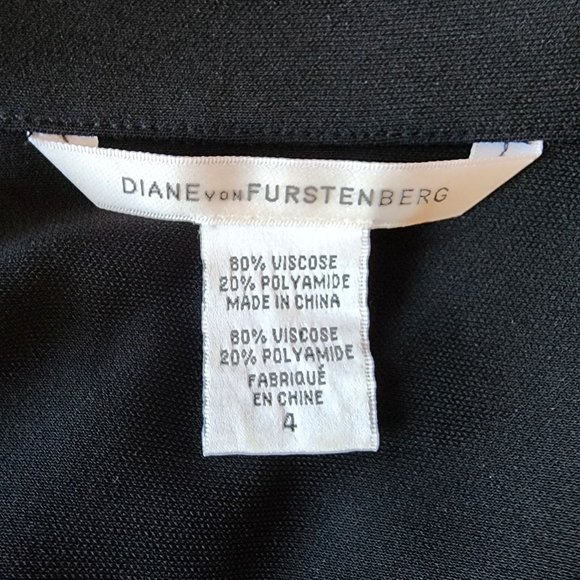 DIANE VON FURSTENBERG
80% VISCOSE
20% POLYAMIDE
MADE IN CHINA
80% VISCOSE
20% POLYAMIDE
FABRIQUÉ
EN CHINE
4